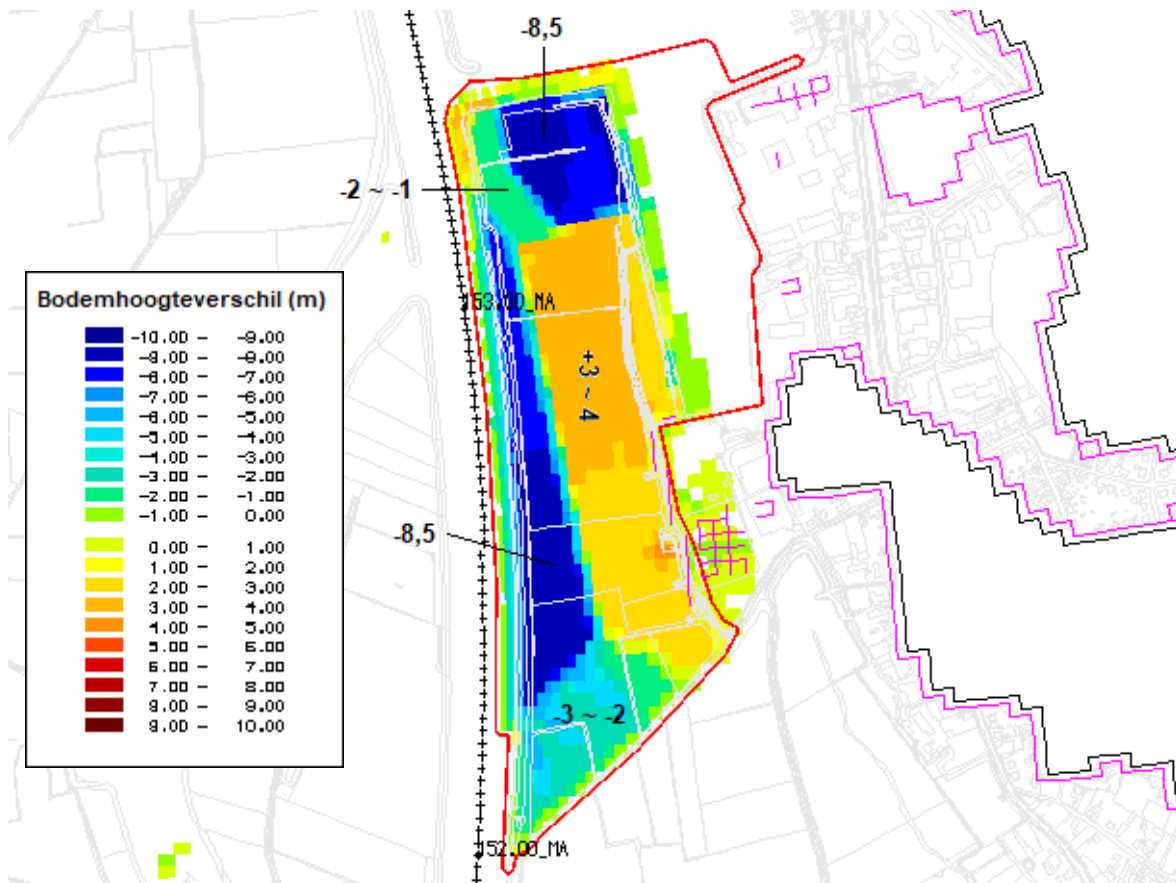 -8,5
-2 ~ -1
Bodemhoogteverschil (m)
-10.00 – -9.00
-9.00 – -8.00
-8.00 – -7.00
-7.00 – -6.00
-6.00 – -5.00
-5.00 – -4.00
-4.00 – -3.00
-3.00 – -2.00
-2.00 – -1.00
-1.00 – 0.00
0.00 – 1.00
1.00 – 2.00
2.00 – 3.00
3.00 – 4.00
4.00 – 5.00
5.00 – 6.00
6.00 – 7.00
7.00 – 8.00
8.00 – 9.00
9.00 – 10.00
153.00_MA
+3 ~ 4
-8,5
-3 ~ -2
152.00_MA